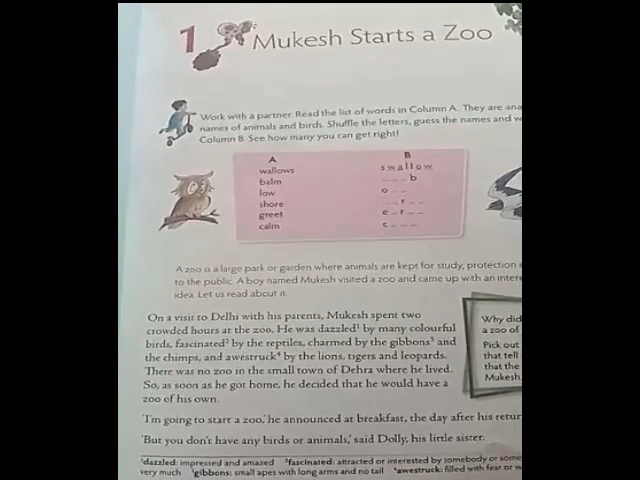 1 Mukesh Starts a Zoo
Work with a partner. Read the list of words in Column A. They are ana
names of animals and birds. Shuffle the letters, guess the names and w
Column B. See how many you can get right!
A B
wallows s w a l l o w
balm _ _ _ b
low o _ _
shore _ _ r _ _
greet e _ r _ _
calm c _ _ _
A zoo is a large park or garden where animals are kept for study, protection
to the public. A boy named Mukesh visited a zoo and came up with an inter
idea. Let us read about it.
On a visit to Delhi with his parents, Mukesh spent two
crowded hours at the zoo. He was dazzled¹ by many colourful
birds, fascinated² by the reptiles, charmed by the gibbons³ and
the chimps, and awestruck⁴ by the lions, tigers and leopards.
There was no zoo in the small town of Dehra where he lived.
So, as soon as he got home, he decided that he would have a
zoo of his own.
Why did
a zoo of
Pick out
that tell
that the
Mukesh
'I'm going to start a zoo,' he announced at breakfast, the day after his retur
'But you don't have any birds or animals,' said Dolly, his little sister.
¹dazzled: impressed and amazed ²fascinated: attracted or interested by somebody or some
very much ³gibbons: small apes with long arms and no tail ⁴awestruck: filled with fear or w